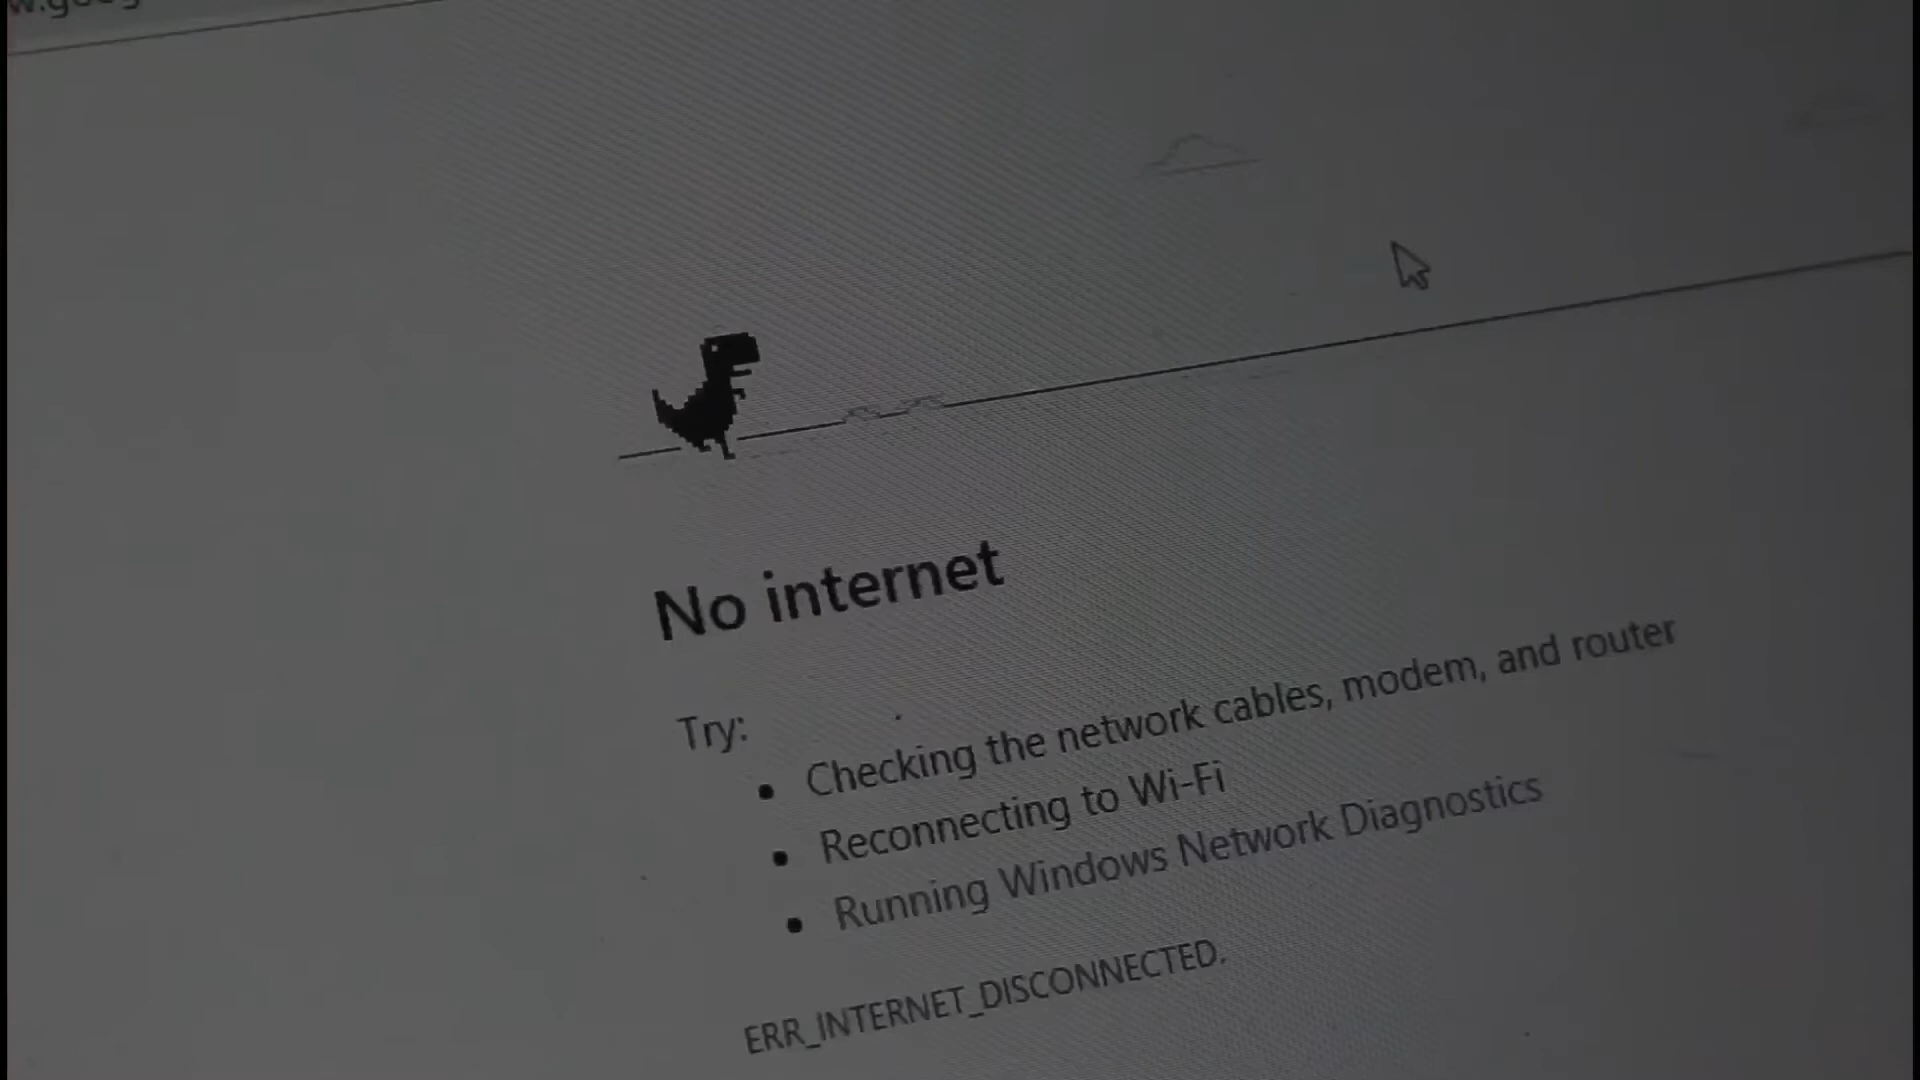 No internet
Try:
Checking the network cables, modem, and router
Reconnecting to Wi-Fi
Running Windows Network Diagnostics
ERR_INTERNET_DISCONNECTED.